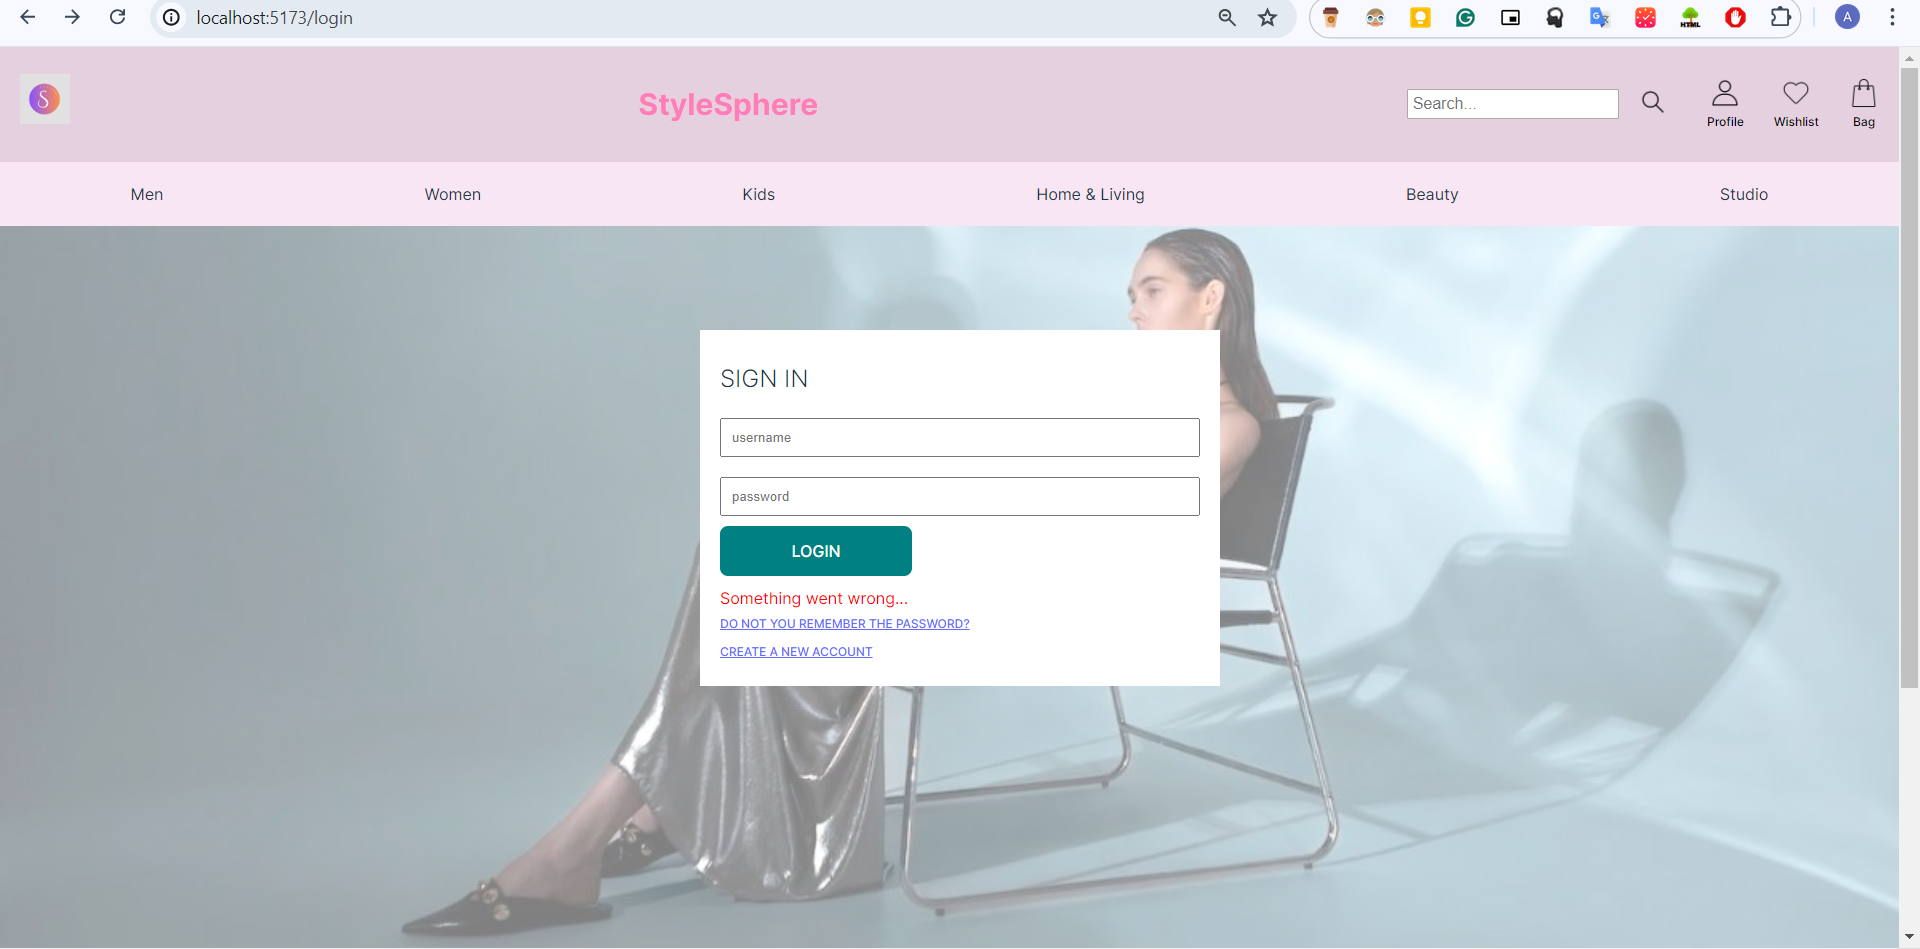 localhost:5173/login
A
S
StyleSphere
Search...
Profile
Wishlist
Bag
Men
Women
Kids
Home & Living
Beauty
Studio
SIGN IN
username
password
LOGIN
Something went wrong...
DO NOT YOU REMEMBER THE PASSWORD?
CREATE A NEW ACCOUNT
HTML